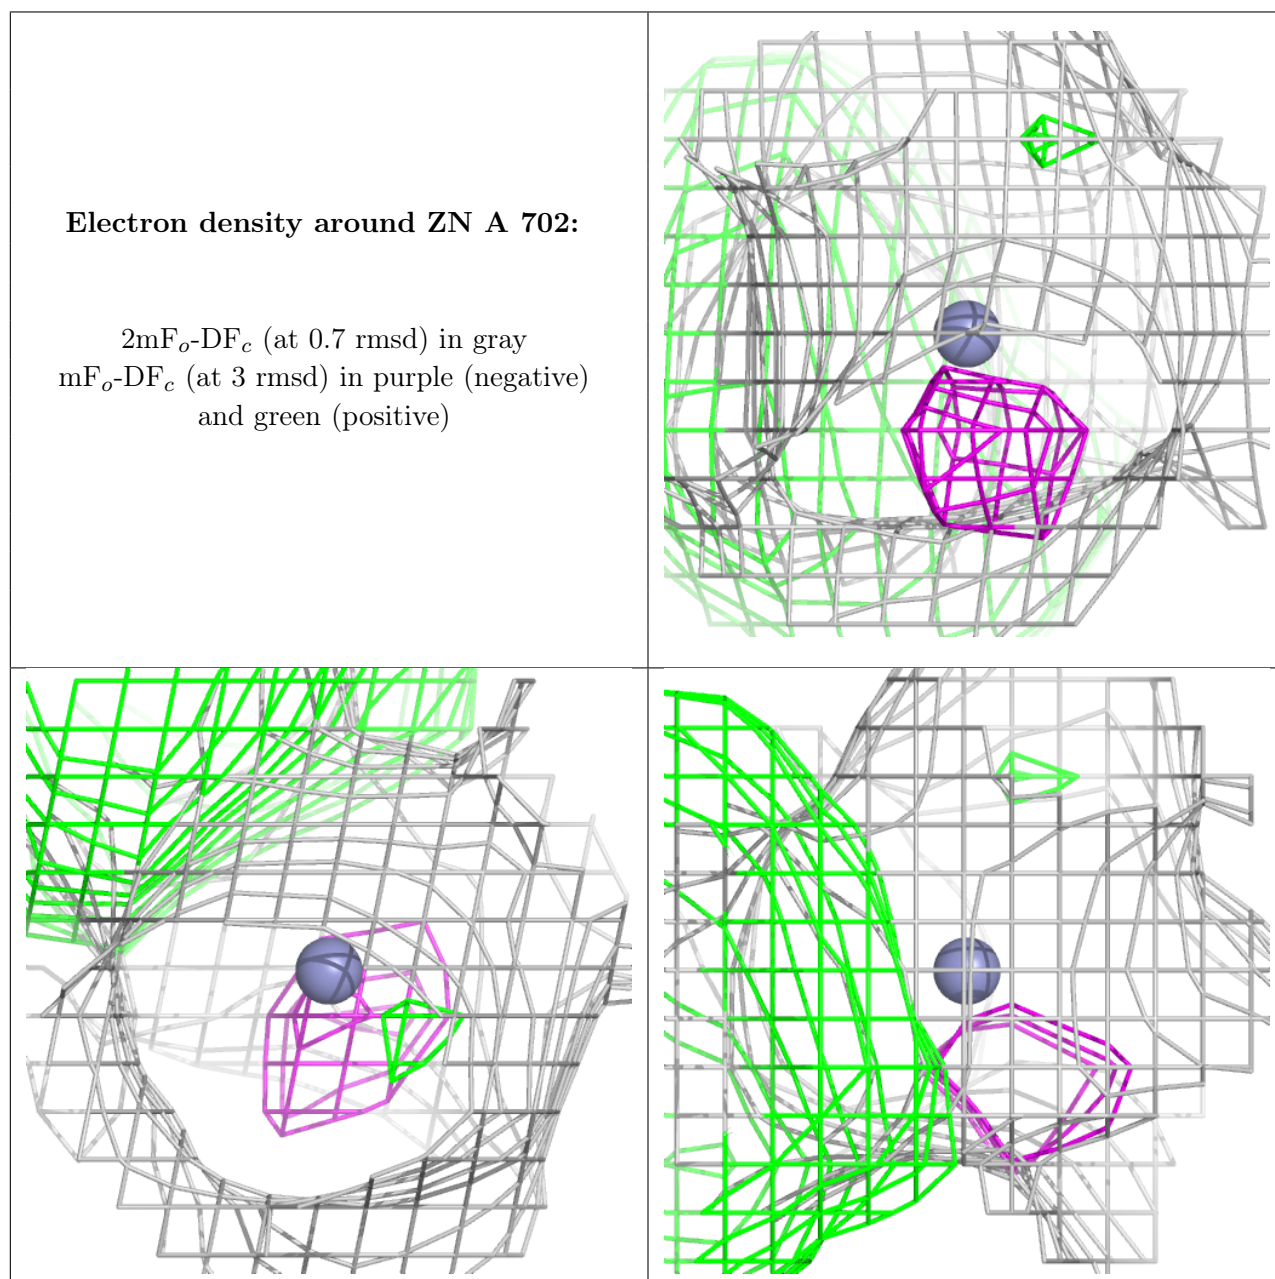 Electron density around ZN A 702:
2mFo-DFc (at 0.7 rmsd) in gray
mFo-DFc (at 3 rmsd) in purple (negative)
and green (positive)